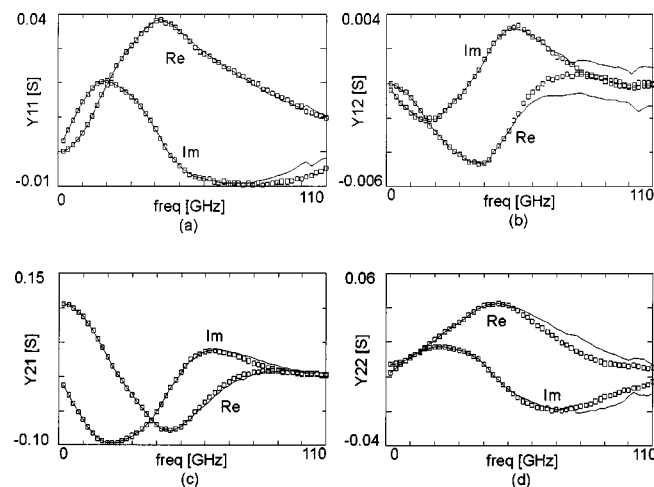 0.04
Y11 [S]
Re
Im
-0.01
0
freq [GHz]
110
(a)
0.004
Y12 [S]
Im
Re
-0.006
0
freq [GHz]
110
(b)
0.15
Y21 [S]
Im
Re
-0.10
0
freq [GHz]
110
(c)
0.06
Y22 [S]
Re
Im
-0.04
0
freq [GHz]
110
(d)